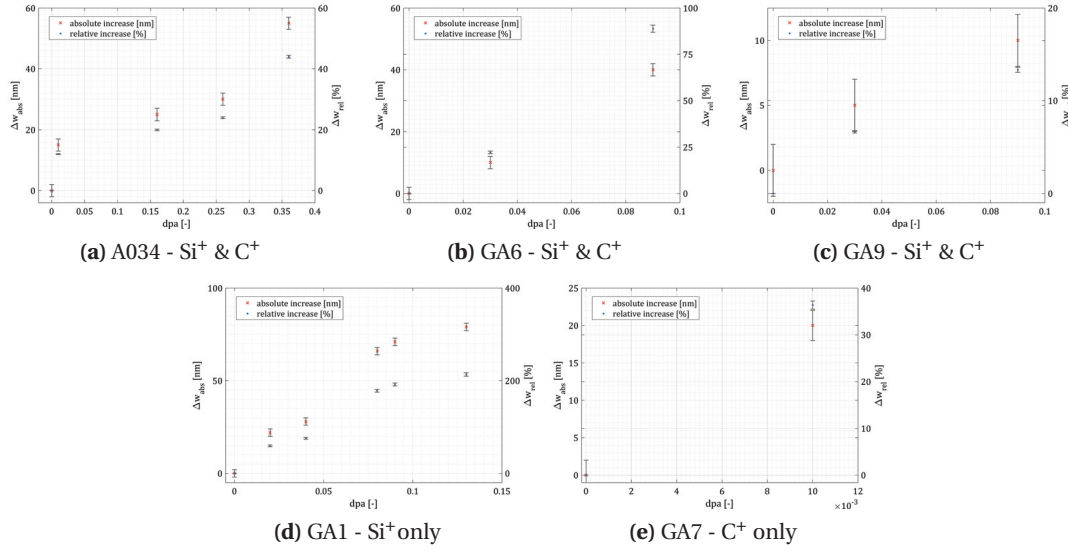 absolute increase [nm]
relative increase [%]
60
40
20
0
Δw_abs [nm]
60
40
20
0
Δw_rel [%]
0 0.05 0.1 0.15 0.2 0.25 0.3 0.35 0.4
dpa [-]
(a) A034 - Si⁺ & C⁺
absolute increase [nm]
relative increase [%]
60
40
20
0
Δw_abs [nm]
100
75
50
25
0
Δw_rel [%]
0 0.02 0.04 0.06 0.08 0.1
dpa [-]
(b) GA6 - Si⁺ & C⁺
absolute increase [nm]
relative increase [%]
10
5
0
Δw_abs [nm]
20
10
0
[%]
0 0.02 0.04 0.06 0.08 0.1
dpa [-]
(c) GA9 - Si⁺ & C⁺
absolute increase [nm]
relative increase [%]
100
50
0
Δw_abs [nm]
400
200
0
Δw_rel [%]
0 0.05 0.1 0.15
dpa [-]
(d) GA1 - Si⁺only
absolute increase [nm]
relative increase [%]
25
20
15
10
5
0
Δw_abs [nm]
40
30
20
10
0
Δw_rel [%]
0 2 4 6 8 10 12
dpa [-]
×10⁻³
(e) GA7 - C⁺ only